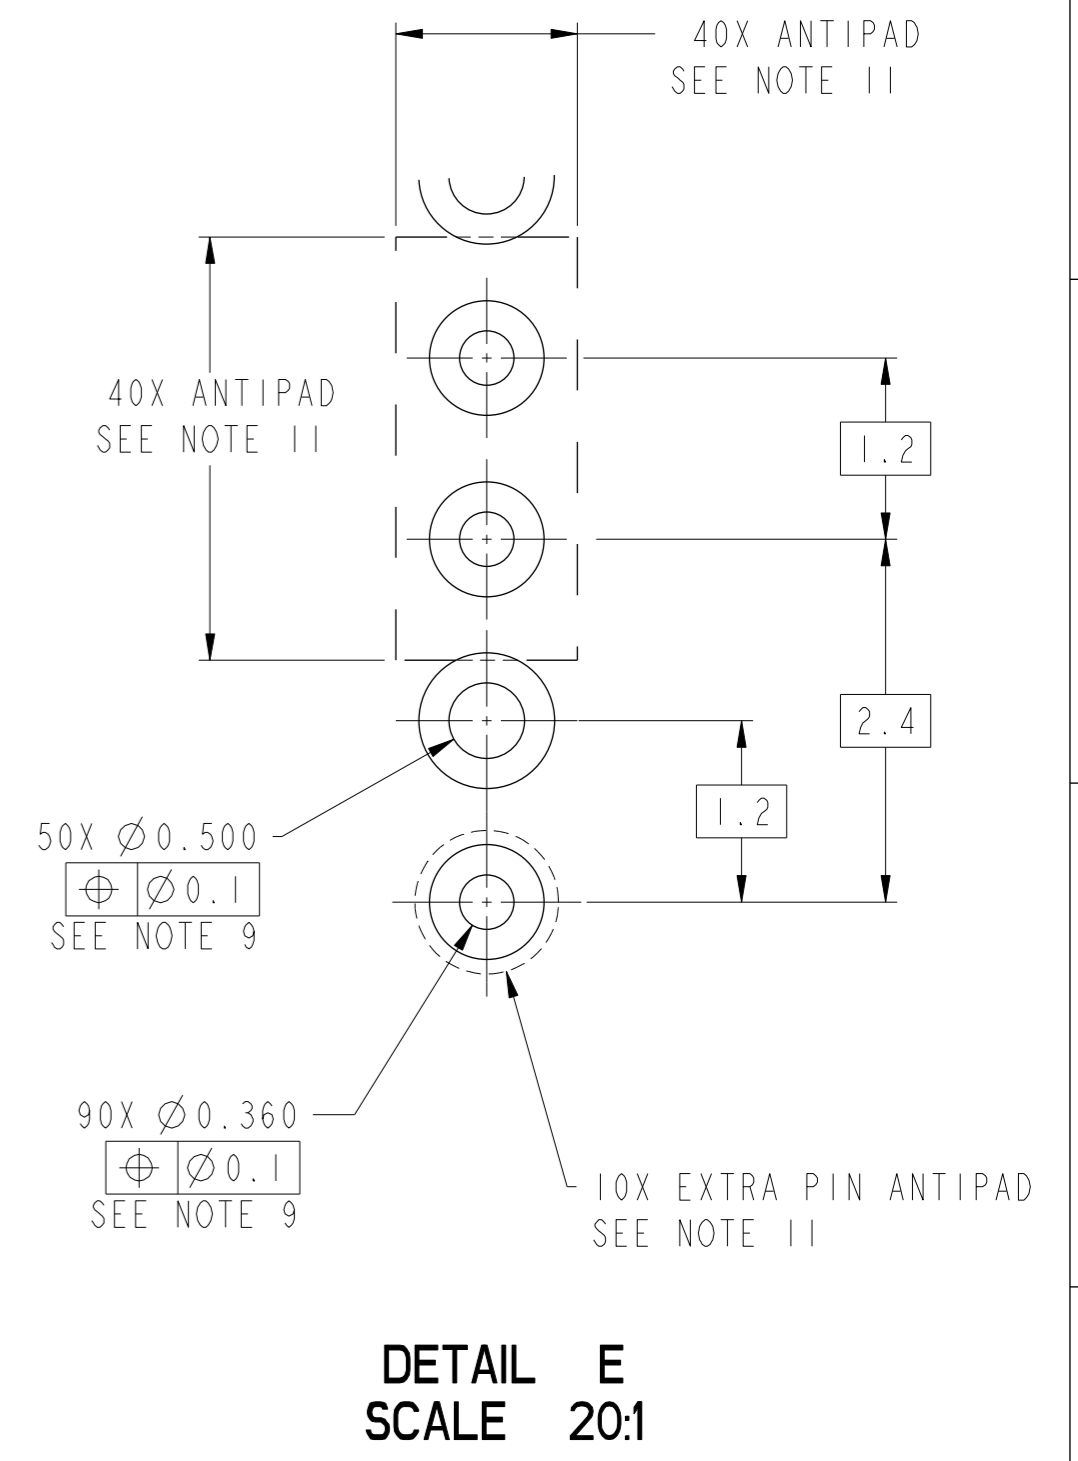 40X ANTIPAD
SEE NOTE 11
40X ANTIPAD
SEE NOTE 11
1.2
2.4
1.2
50X Ø0.500
⌖ Ø0.1
SEE NOTE 9
90X Ø0.360
⌖ Ø0.1
SEE NOTE 9
10X EXTRA PIN ANTIPAD
SEE NOTE 11
DETAIL E
SCALE 20:1